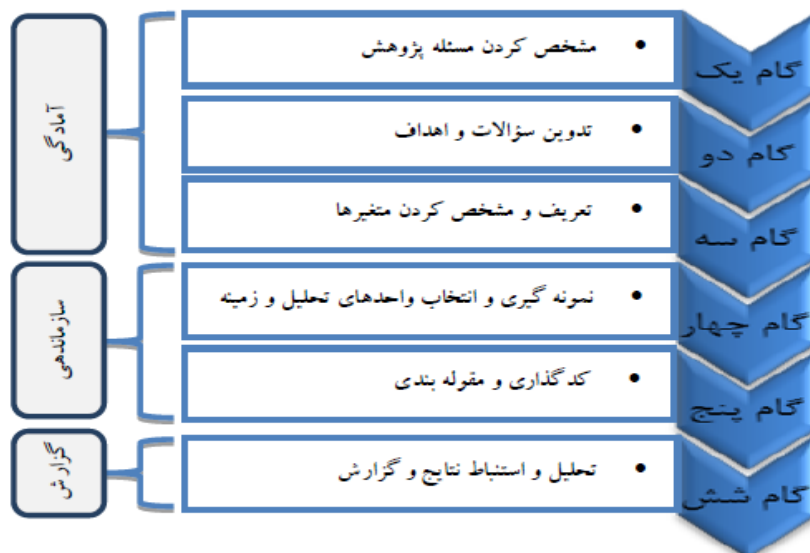 گام یک
مشخص کردن مسئله پژوهش
گام دو
تدوین سؤالات و اهداف
گام سه
تعریف و مشخص کردن متغیرها
آمادگی
گام چهار
نمونه گیری و انتخاب واحدهای تحلیل و زمینه
گام پنج
کدگذاری و مقوله بندی
سازماندهی
گام شش
تحلیل و استنباط نتایج و گزارش
گزارش